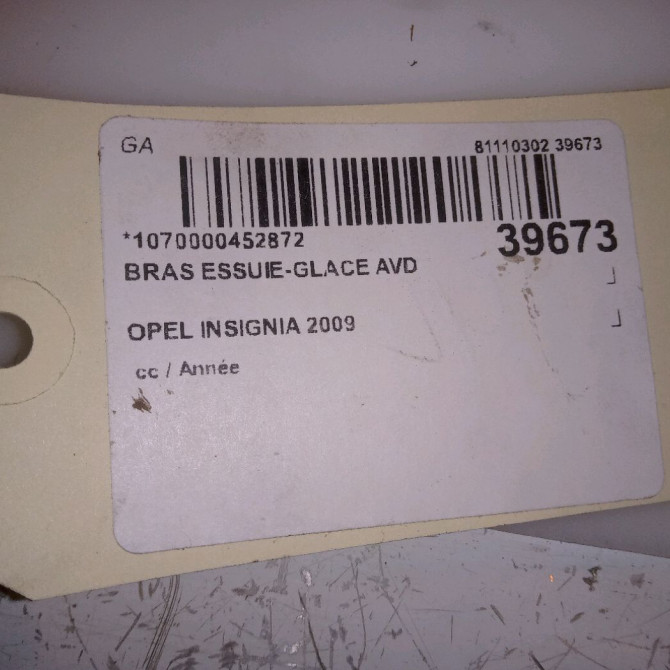 GA 81110302 39673
*1070000452872 39673
BRAS ESSUIE-GLACE AVD
OPEL INSIGNIA 2009
cc / Année